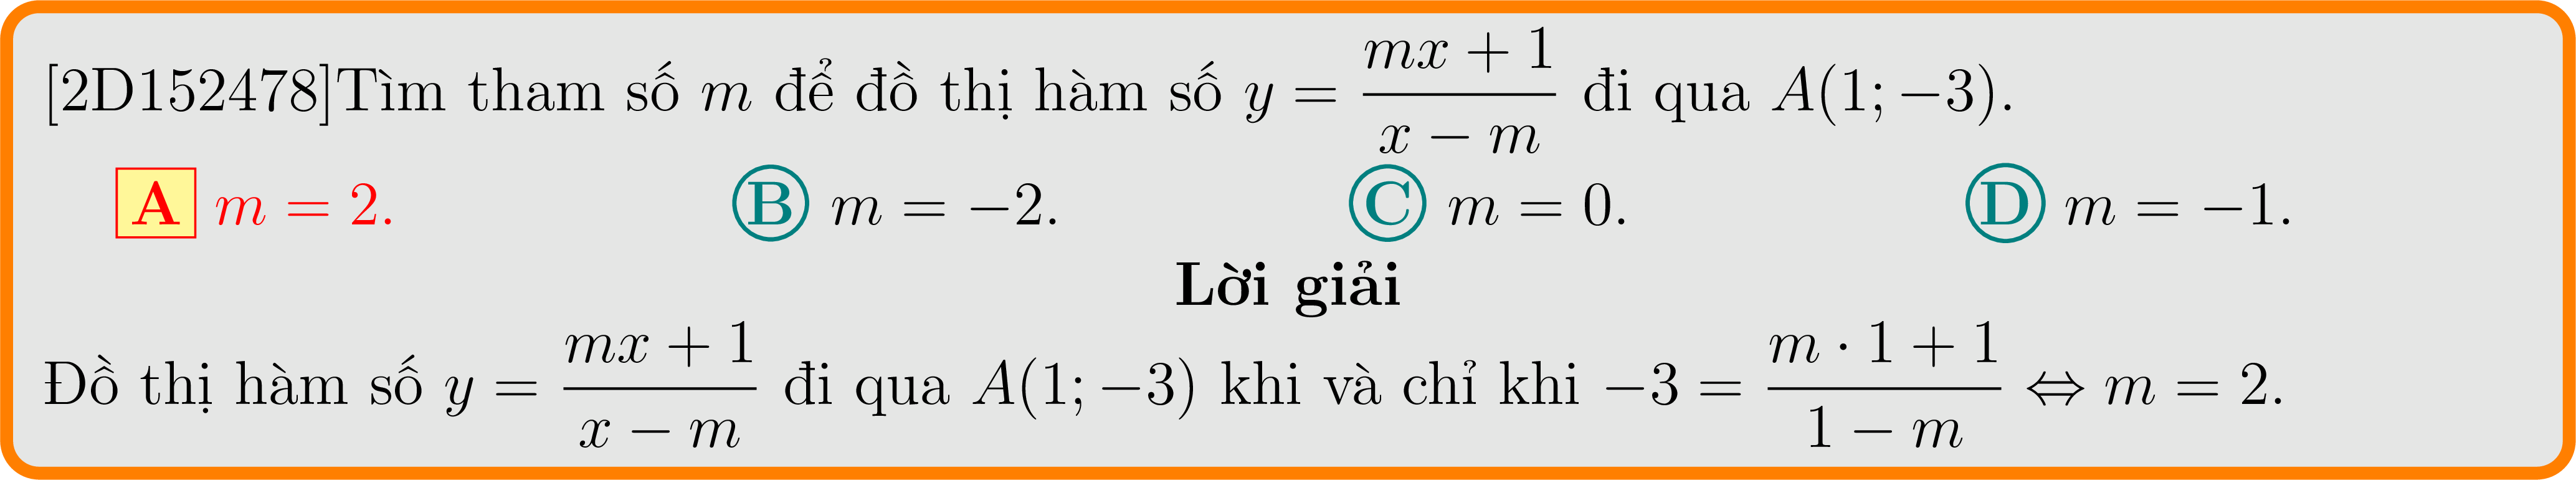 [2D152478]Tìm tham số m để đồ thị hàm số y = \frac{mx + 1}{x − m} đi qua A(1; −3).
A m = 2. B m = −2. C m = 0. D m = −1.
Lời giải
Đồ thị hàm số y = \frac{mx + 1}{x − m} đi qua A(1; −3) khi và chỉ khi −3 = \frac{m · 1 + 1}{1 − m} ⇔ m = 2.